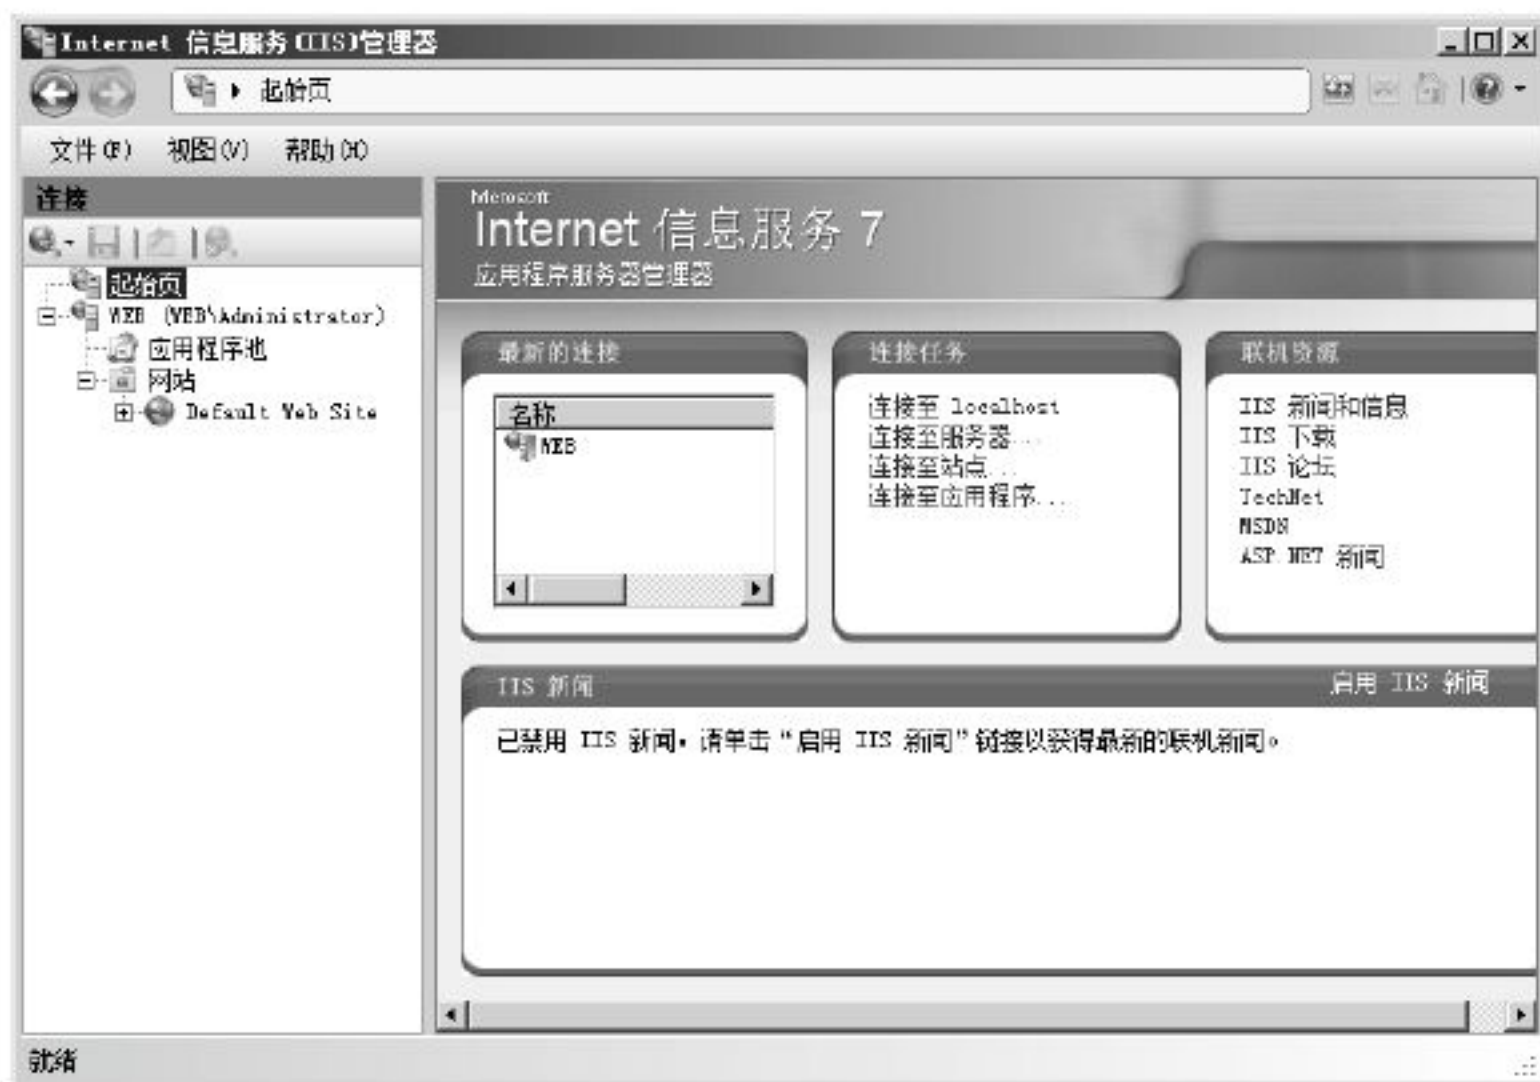 Internet 信息服务(IIS)管理器
起始页
文件(F) 视图(V) 帮助(H)
连接
起始页
WEB (WEB\Administrator)
应用程序池
网站
Default Web Site
Microsoft
Internet 信息服务 7
应用程序服务器管理器
最新的连接
名称
WEB
连接任务
连接至 localhost
连接至服务器...
连接至站点...
连接至应用程序...
联机资源
IIS 新闻和信息
IIS 下载
IIS 论坛
TechNet
MSDN
ASP.NET 新闻
IIS 新闻
启用 IIS 新闻
已禁用 IIS 新闻，请单击“启用 IIS 新闻”链接以获得最新的联机新闻。
就绪